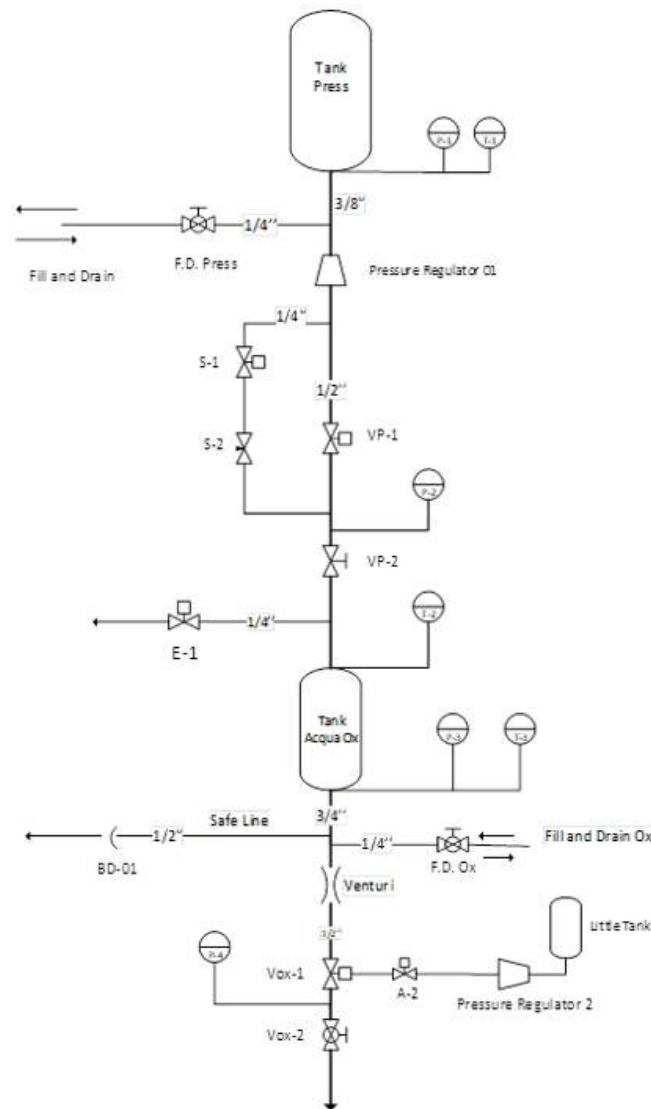 Tank
Press
P-1
T-1
3/8"
1/4''
F.D. Press
Fill and Drain
Pressure Regulator 01
1/4"
S-1
1/2''
VP-1
S-2
P-2
VP-2
T-2
1/4''
E-1
Tank
Acqua Ox
P-3
T-3
3/4''
Safe Line
1/2"
BD-01
1/4''
Fill and Drain Ox
F.D. Ox
Venturi
1/2"
Little Tank
P-4
Vox-1
A-2
Pressure Regulator 2
Vox-2